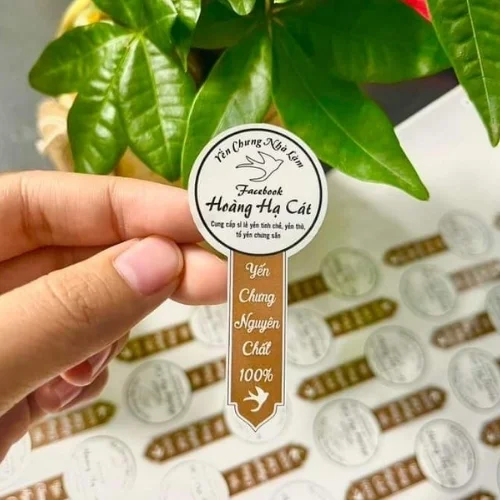 Yến Chưng Nhà Làm
Facebook
Hoàng Hạ Cát
Cung cấp sỉ lẻ yến tinh chế, yến thô,
tổ yến chưng sẵn
Yến
Chưng
Nguyên
Chất
100%